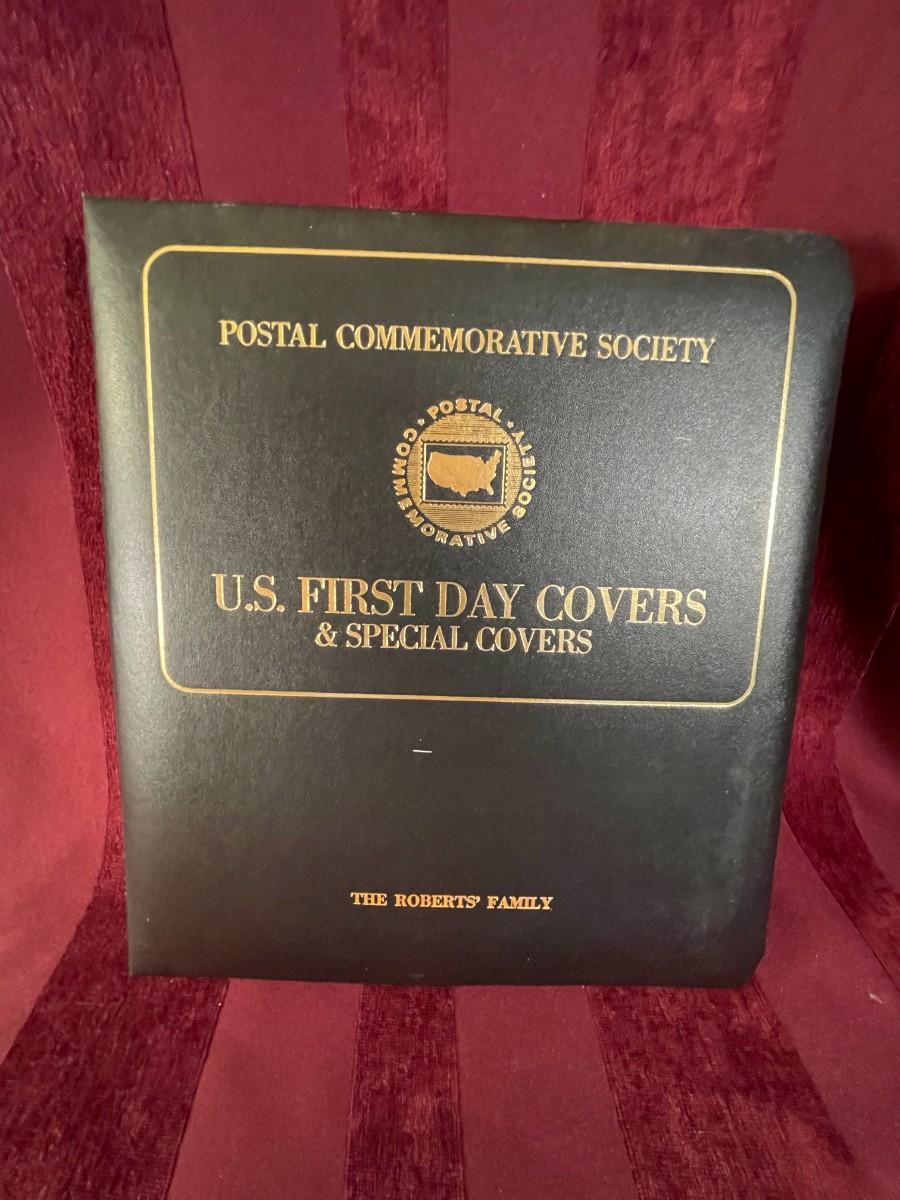 POSTAL COMMEMORATIVE SOCIETY
POSTAL
COMMEMORATIVE SOCIETY
U.S. FIRST DAY COVERS
& SPECIAL COVERS
THE ROBERTS' FAMILY